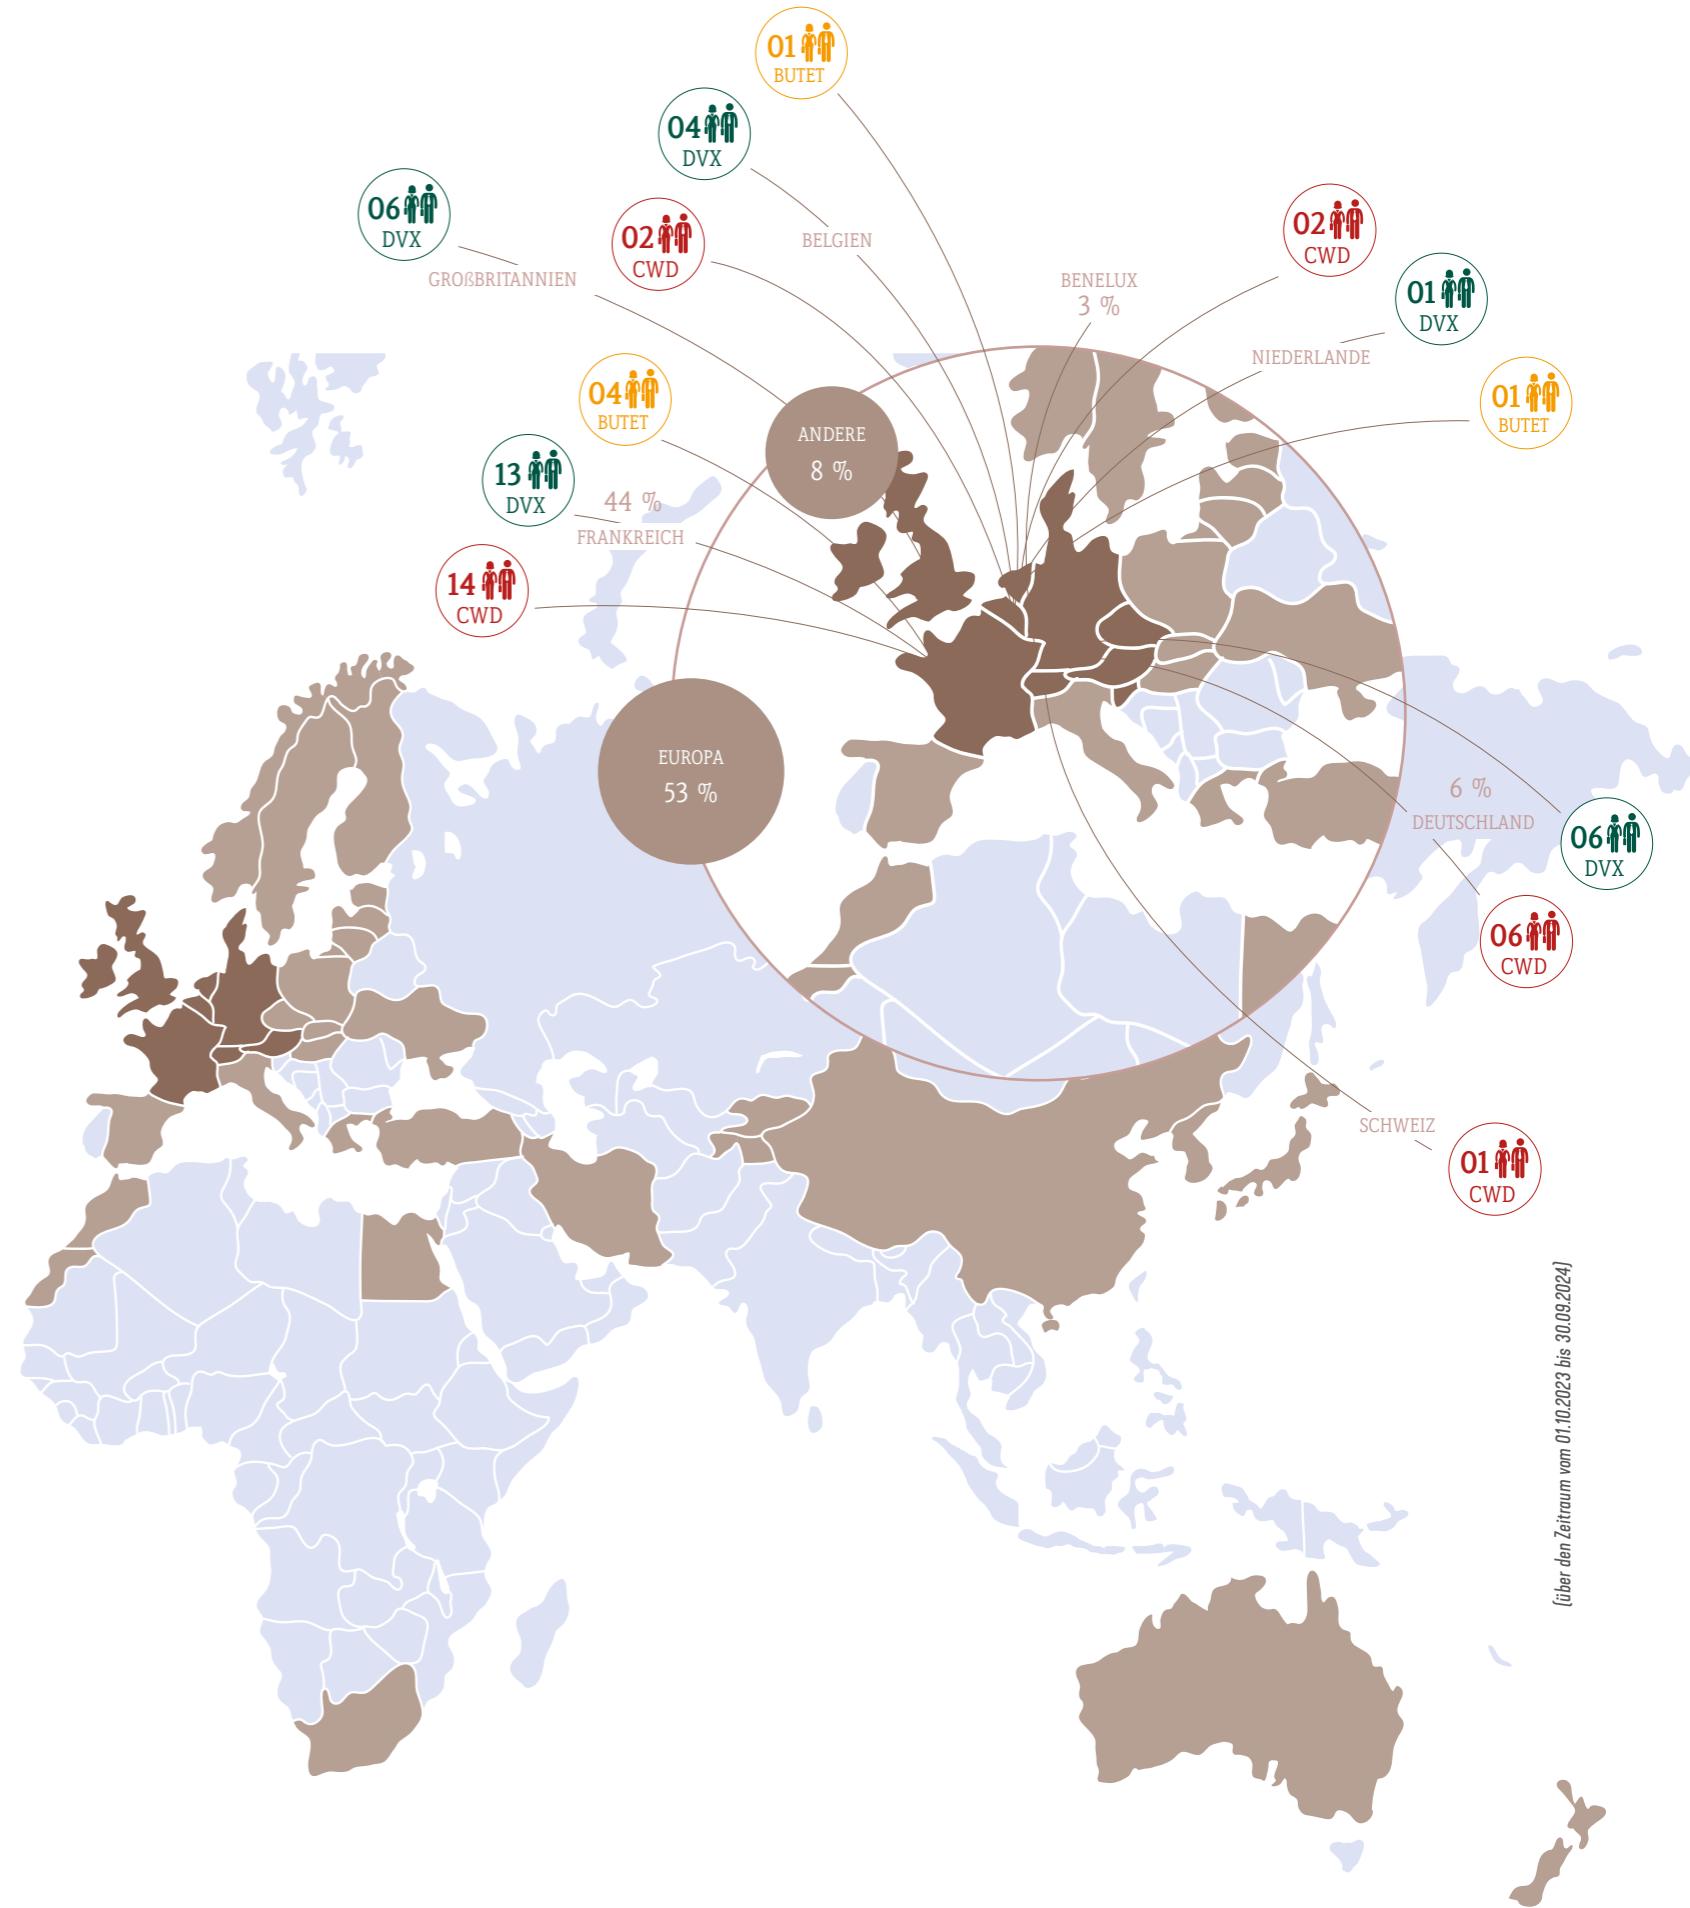 01
BUTET
04
DVX
06
DVX
GROßBRITANNIEN
02
CWD
BELGIEN
BENELUX
3 %
02
CWD
01
DVX
NIEDERLANDE
01
BUTET
04
BUTET
ANDERE
8 %
13
DVX
44 %
FRANKREICH
14
CWD
EUROPA
53 %
6 %
DEUTSCHLAND
06
DVX
06
CWD
SCHWEIZ
01
CWD
(über den Zeitraum vom 01.10.2023 bis 30.09.2024)